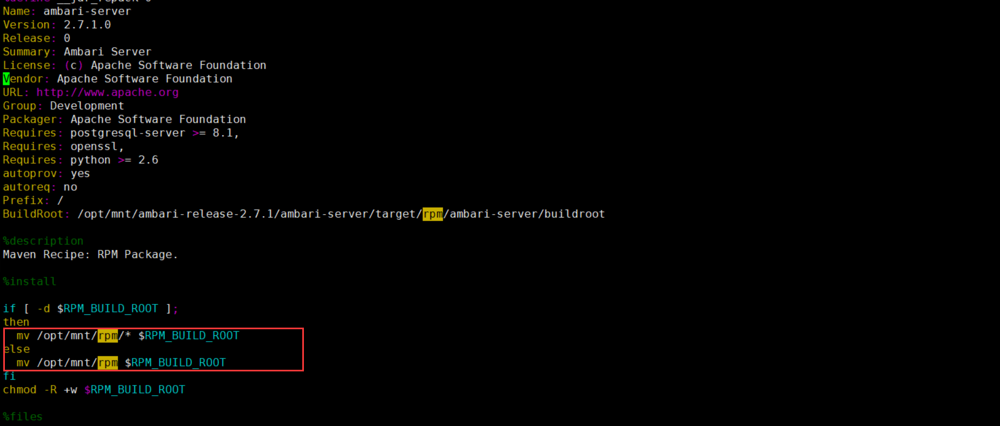 Name: ambari-server
Version: 2.7.1.0
Release: 0
Summary: Ambari Server
License: (c) Apache Software Foundation
Vendor: Apache Software Foundation
URL: http://www.apache.org
Group: Development
Packager: Apache Software Foundation
Requires: postgresql-server >= 8.1,
Requires: openssl,
Requires: python >= 2.6
autoprov: yes
autoreq: no
Prefix: /
BuildRoot: /opt/mnt/ambari-release-2.7.1/ambari-server/target/rpm/ambari-server/buildroot
%description
Maven Recipe: RPM Package.
%install
if [ -d $RPM_BUILD_ROOT ];
then
  mv /opt/mnt/rpm/* $RPM_BUILD_ROOT
else
  mv /opt/mnt/rpm $RPM_BUILD_ROOT
fi
chmod -R +w $RPM_BUILD_ROOT
%files